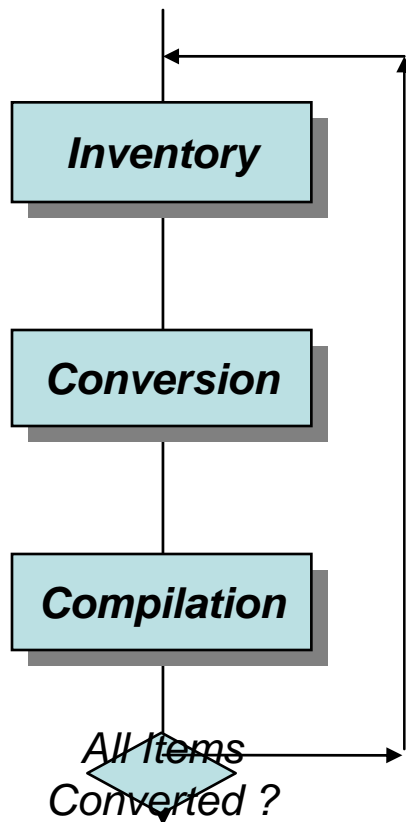 Inventory
Conversion
Compilation
All Items
Converted ?